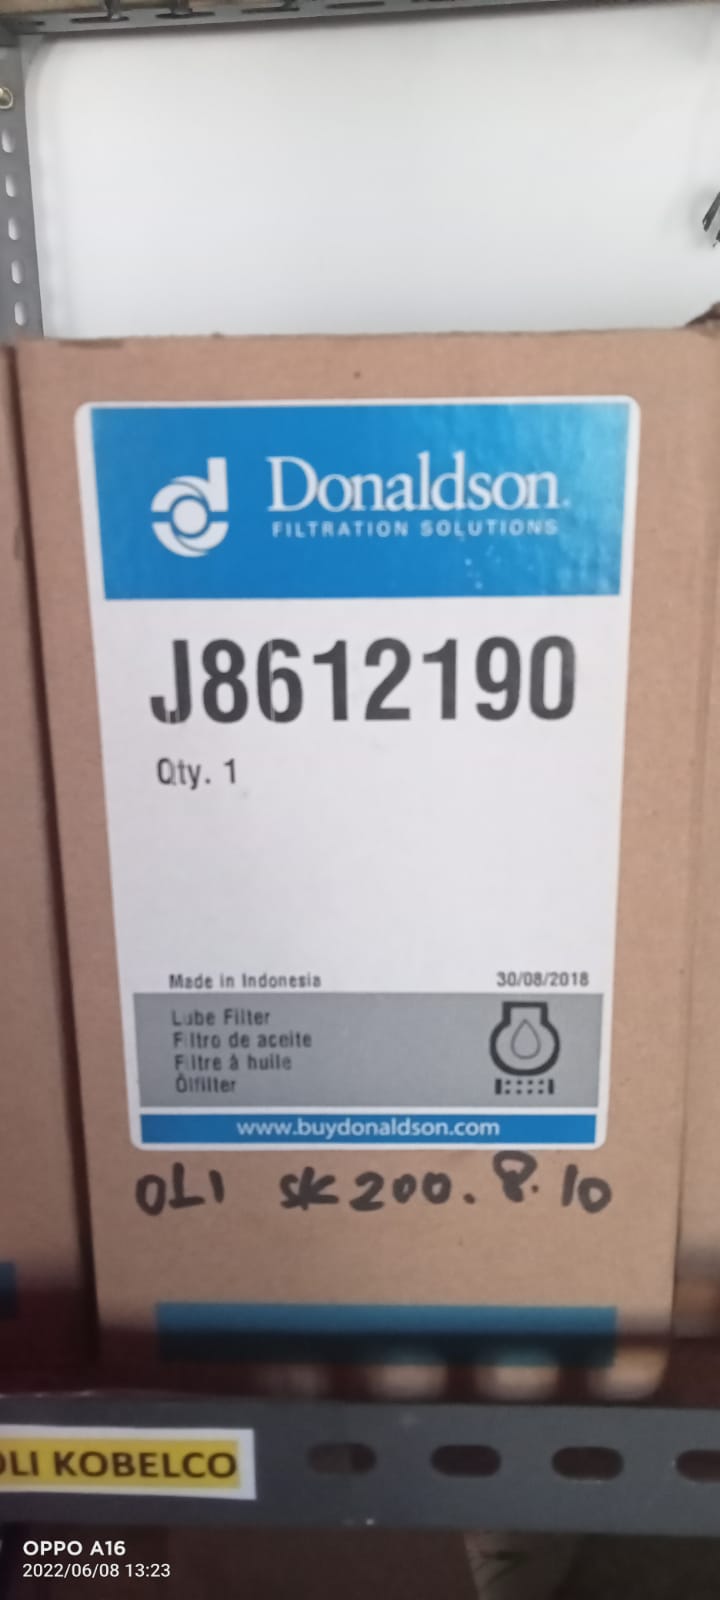 Donaldson.
FILTRATION SOLUTIONS
J8612190
Qty. 1
Made in Indonesia 30/08/2018
Lube Filter
Filtro de aceite
Filtre à huile
Ölfilter
www.buydonaldson.com
OLI SK200.8.10
OLI KOBELCO
OPPO A16
2022/06/08 13:23